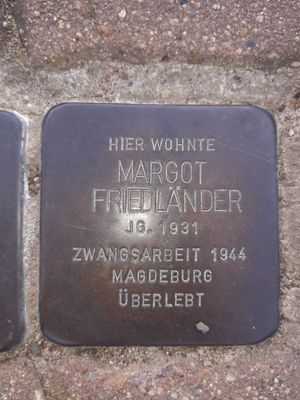 HIER WOHNTE
MARGOT
FRIEDLÄNDER
JG. 1931
ZWANGSARBEIT 1944
MAGDEBURG
ÜBERLEBT